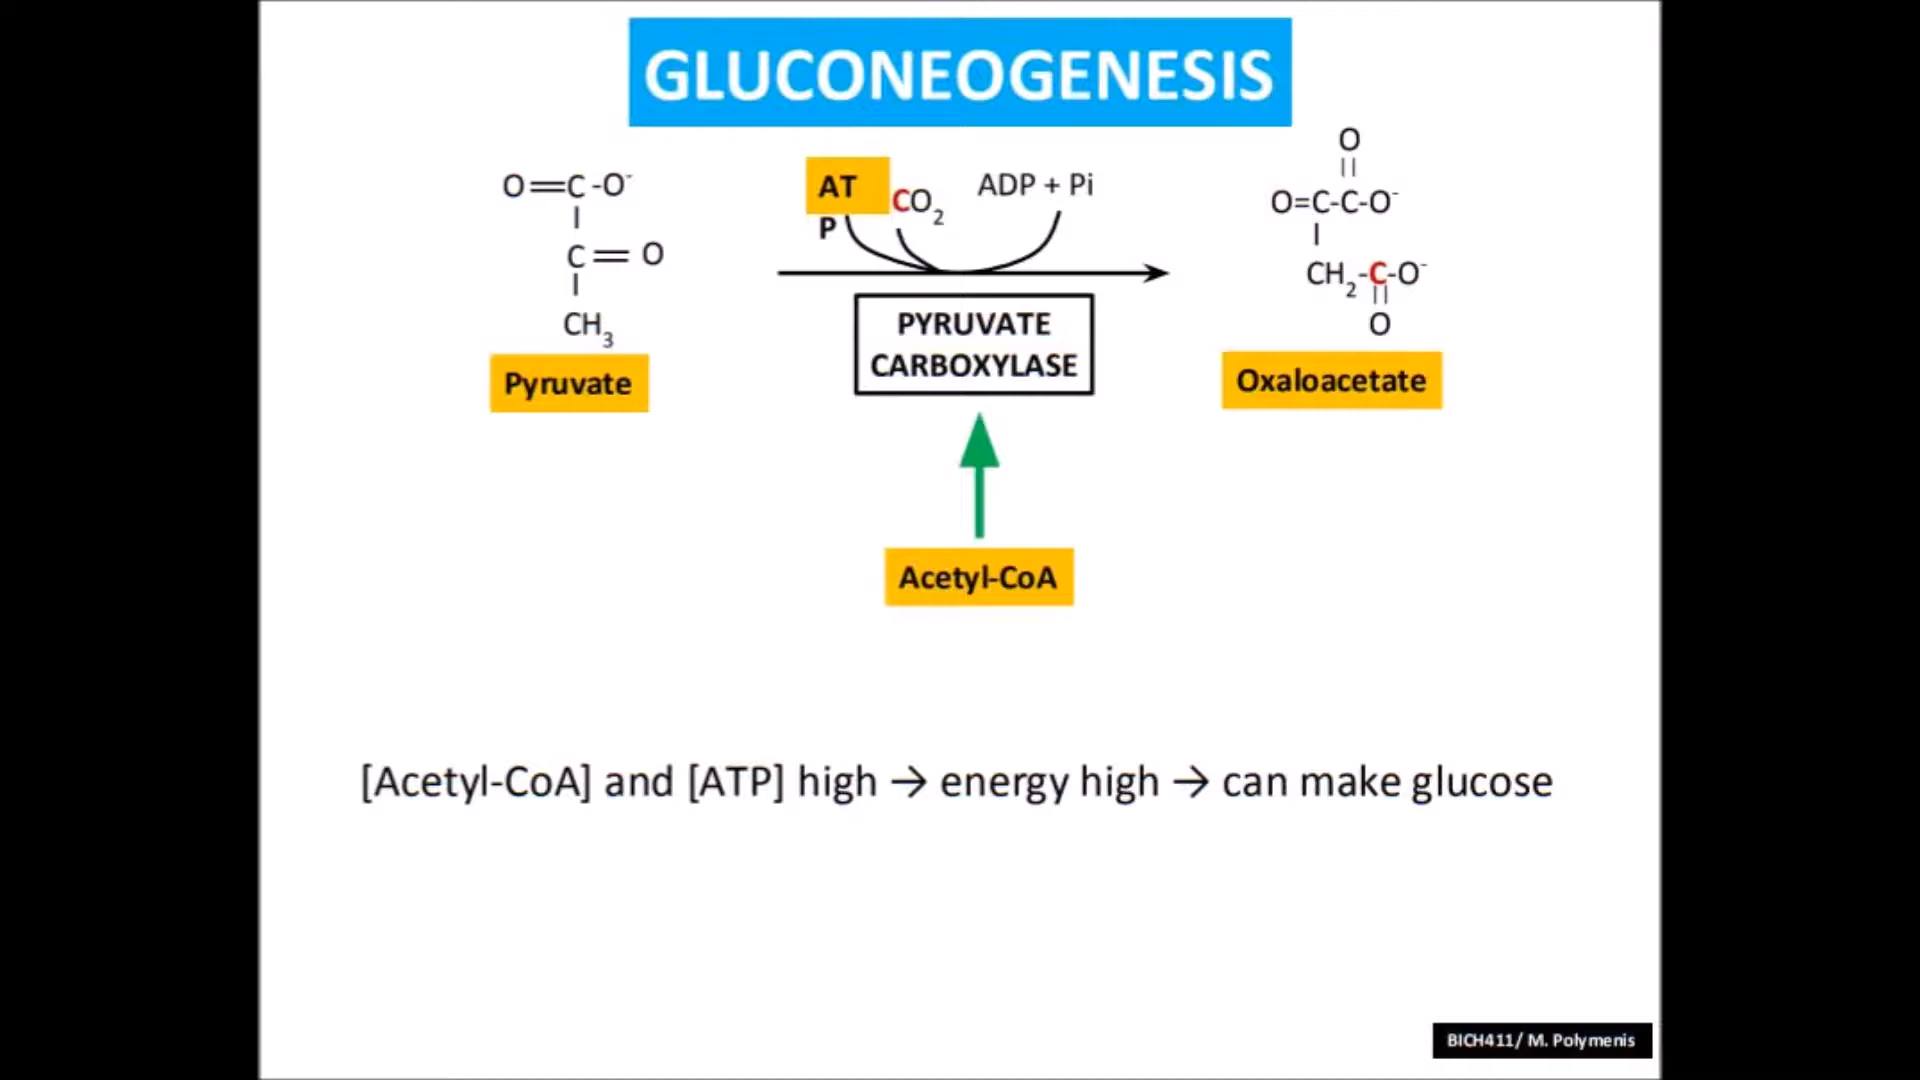 GLUCONEOGENESIS
O=C-O⁻
C=O
CH₃
Pyruvate
AT
P
CO₂
ADP + Pi
PYRUVATE
CARBOXYLASE
O
O=C-C-O⁻
CH₂-C-O⁻
O
Oxaloacetate
Acetyl-CoA
[Acetyl-CoA] and [ATP] high → energy high → can make glucose
BICH411/ M. Polymenis